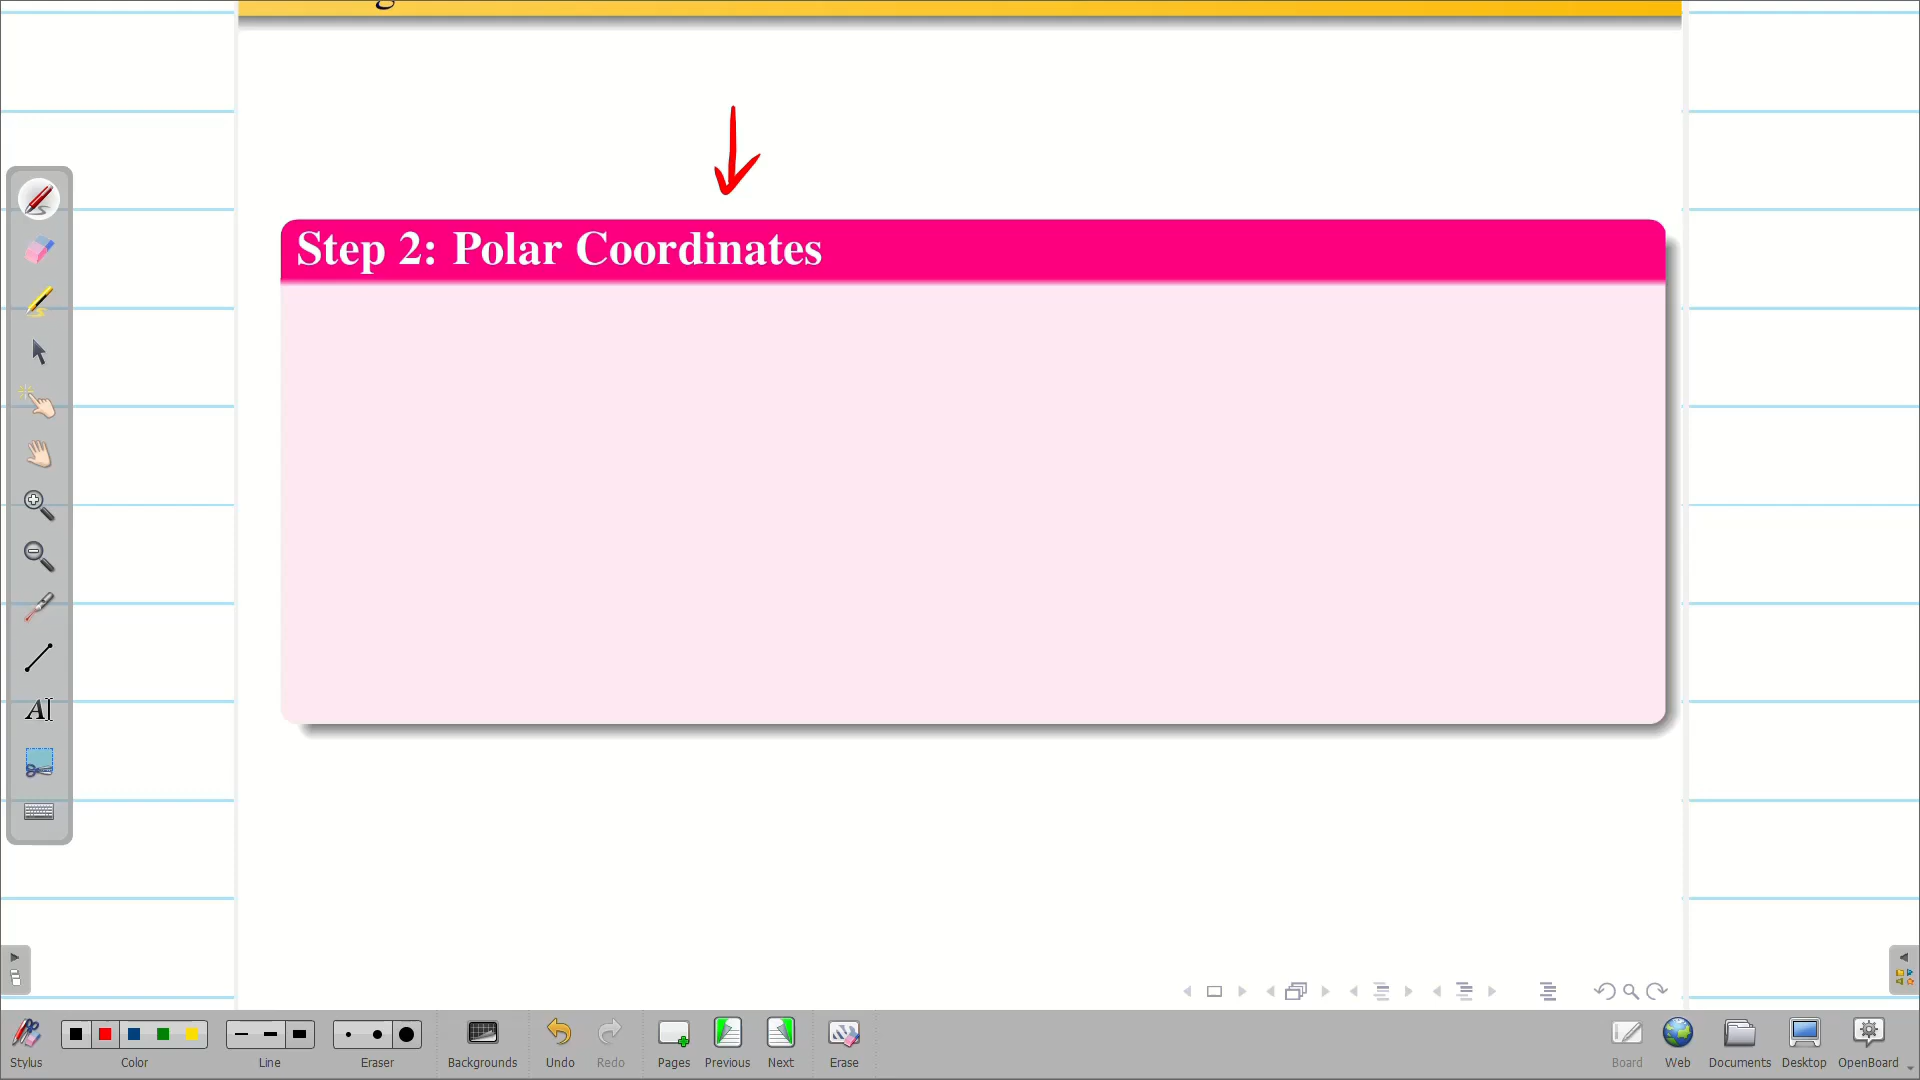 Step 2: Polar Coordinates
Stylus
Color
Line
Eraser
Backgrounds
Undo
Redo
Pages
Previous
Next
Erase
Board
Web
Documents
Desktop
OpenBoard